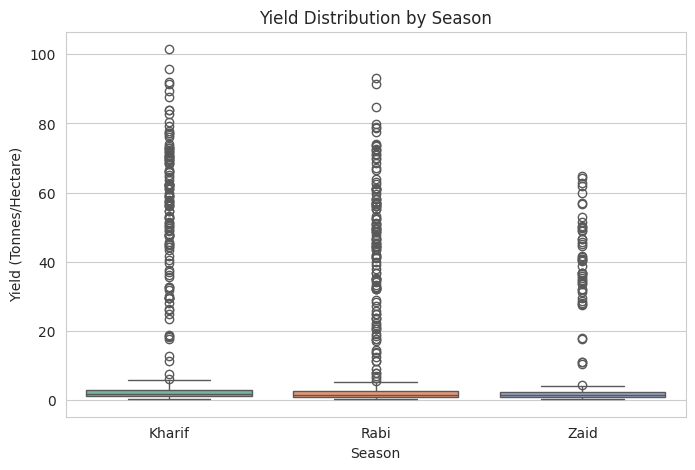 Yield Distribution by Season
Yield (Tonnes/Hectare)
100
80
60
40
20
0
Kharif Rabi Zaid
Season